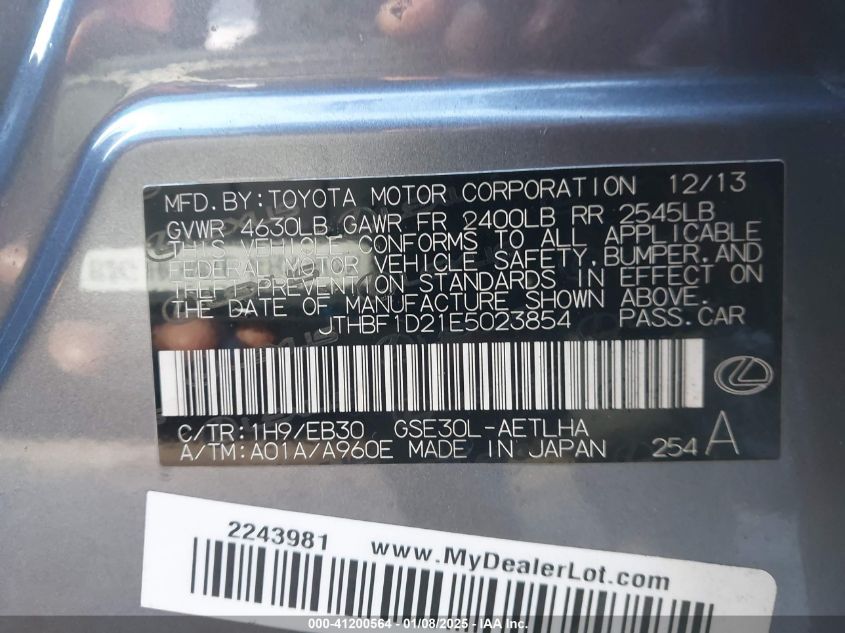 MFD.BY:TOYOTA MOTOR CORPORATION 12/13
GVWR 4630LB GAWR FR 2400LB RR 2545LB
THIS VEHICLE CONFORMS TO ALL APPLICABLE
FEDERAL MOTOR VEHICLE SAFETY,BUMPER,AND
THEFT PREVENTION STANDARDS IN EFFECT ON
THE DATE OF MANUFACTURE SHOWN ABOVE.
JTHBF1D21E5023854 PASS.CAR
C/TR:1H9/EB30 GSE30L-AETLHA
A/TM:A01A/A960E MADE IN JAPAN 254 A
2243981 www.MyDealerLot.com
000-41200564 - 01/08/2025 - IAA Inc.